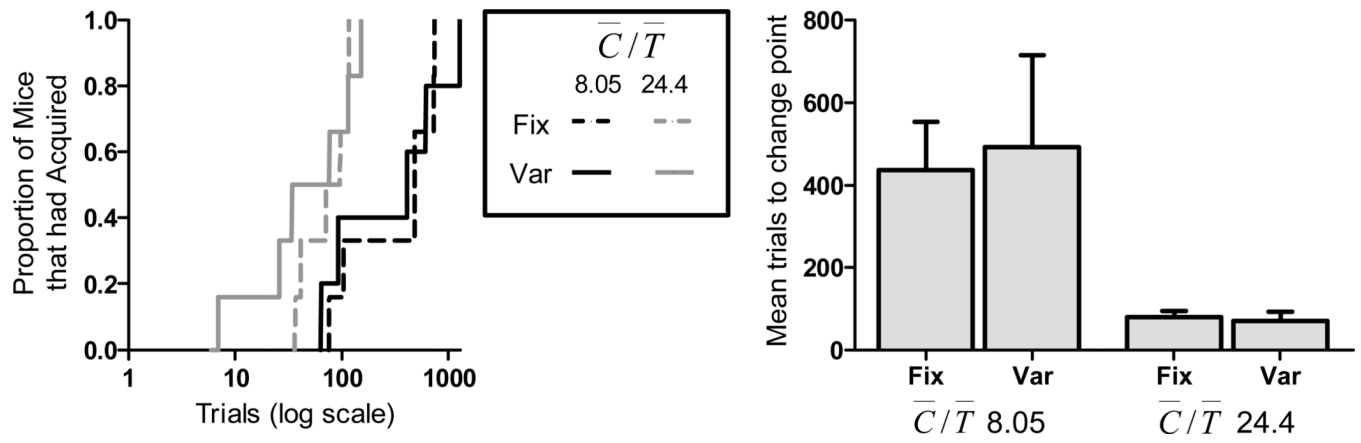 Proportion of Mice
that had Acquired
1.0
0.8
0.6
0.4
0.2
0.0
1 10 100 1000
Trials (log scale)
C̅ / T̅
8.05 24.4
Fix
Var
Mean trials to change point
800
600
400
200
0
Fix Var Fix Var
C̅ / T̅ 8.05 C̅ / T̅ 24.4